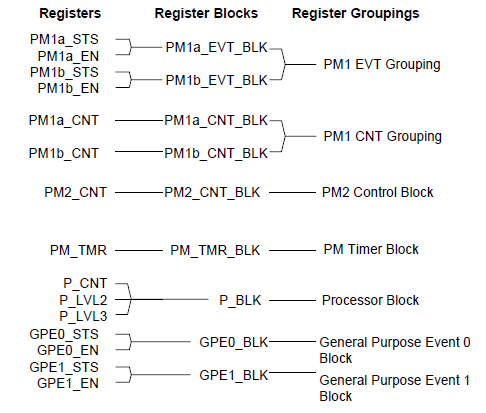 Registers Register Blocks Register Groupings
PM1a_STS
PM1a_EN
PM1a_EVT_BLK
PM1b_STS
PM1b_EN
PM1b_EVT_BLK
PM1 EVT Grouping
PM1a_CNT PM1a_CNT_BLK
PM1b_CNT PM1b_CNT_BLK
PM1 CNT Grouping
PM2_CNT PM2_CNT_BLK PM2 Control Block
PM_TMR PM_TMR_BLK PM Timer Block
P_CNT
P_LVL2
P_LVL3
P_BLK Processor Block
GPE0_STS
GPE0_EN
GPE0_BLK General Purpose Event 0
Block
GPE1_STS
GPE1_EN
GPE1_BLK General Purpose Event 1
Block